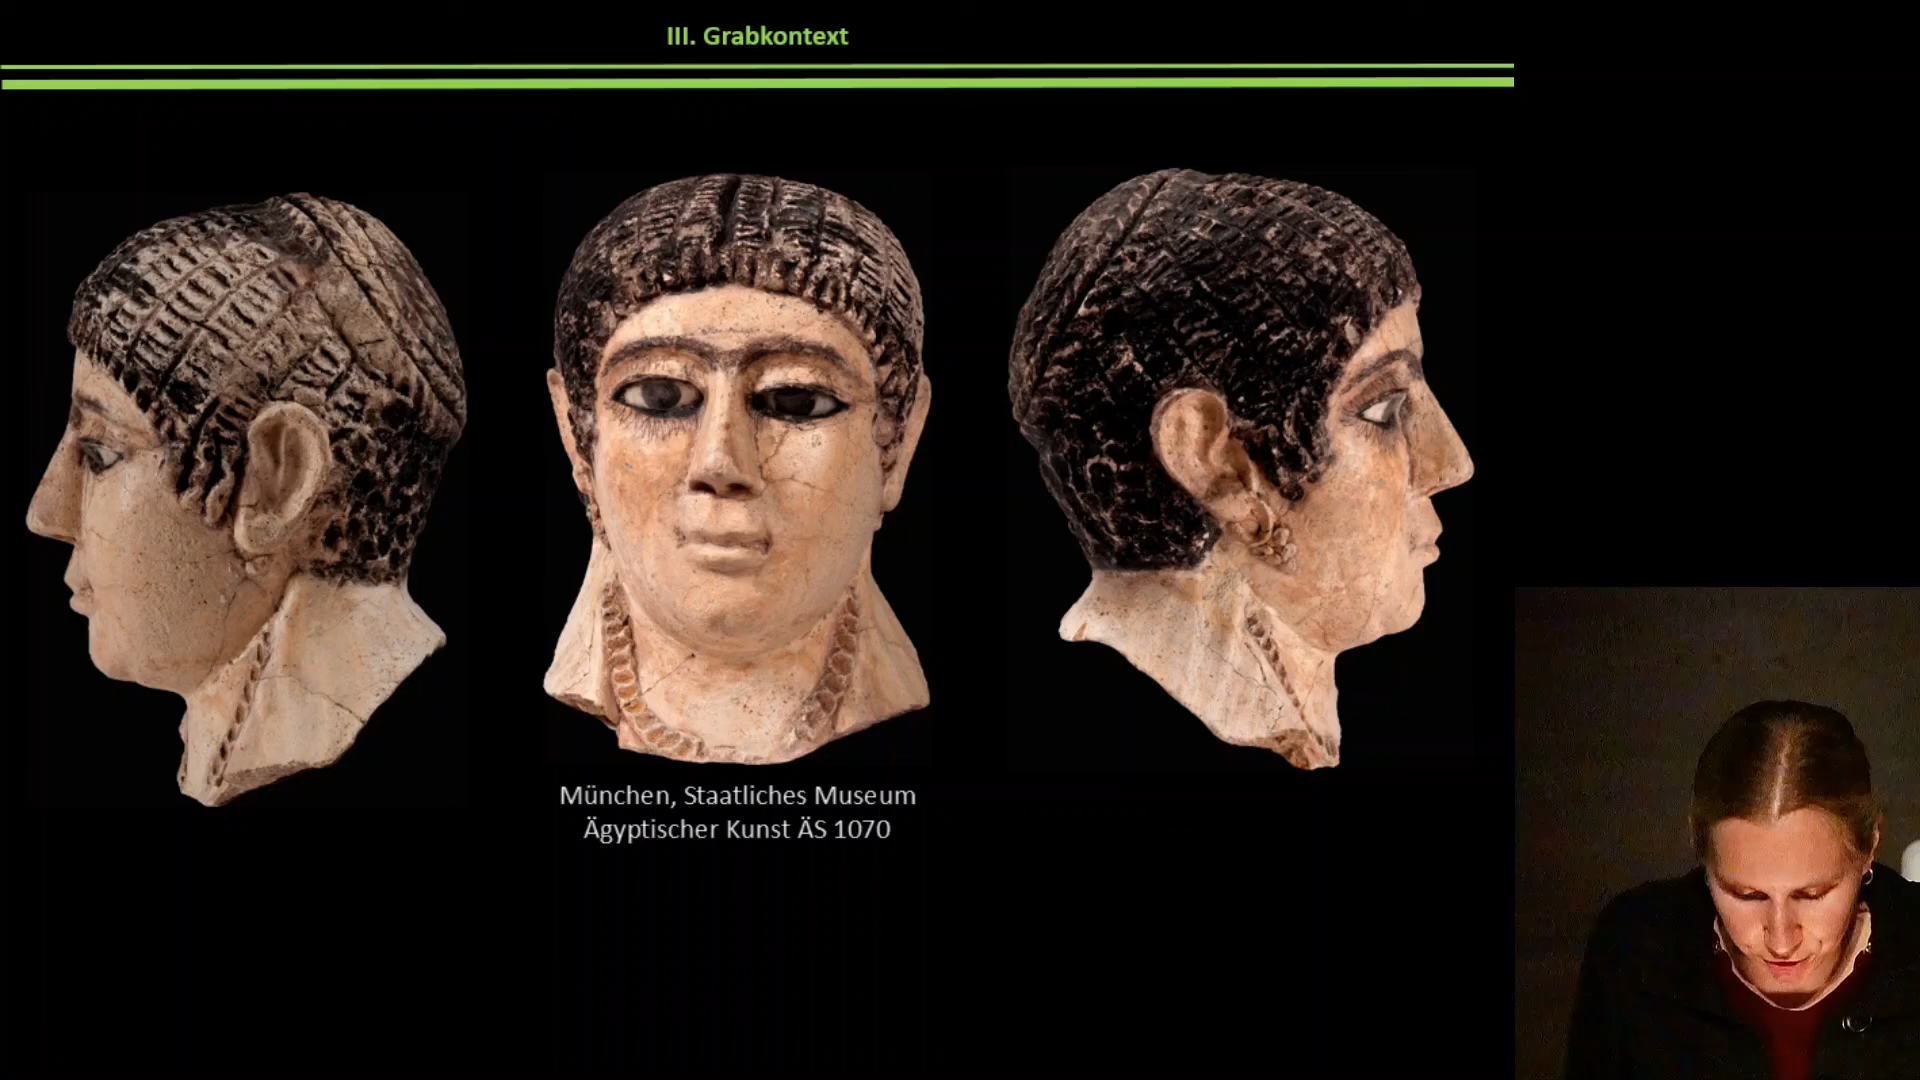 III. Grabkontext
München, Staatliches Museum
Ägyptischer Kunst ÄS 1070